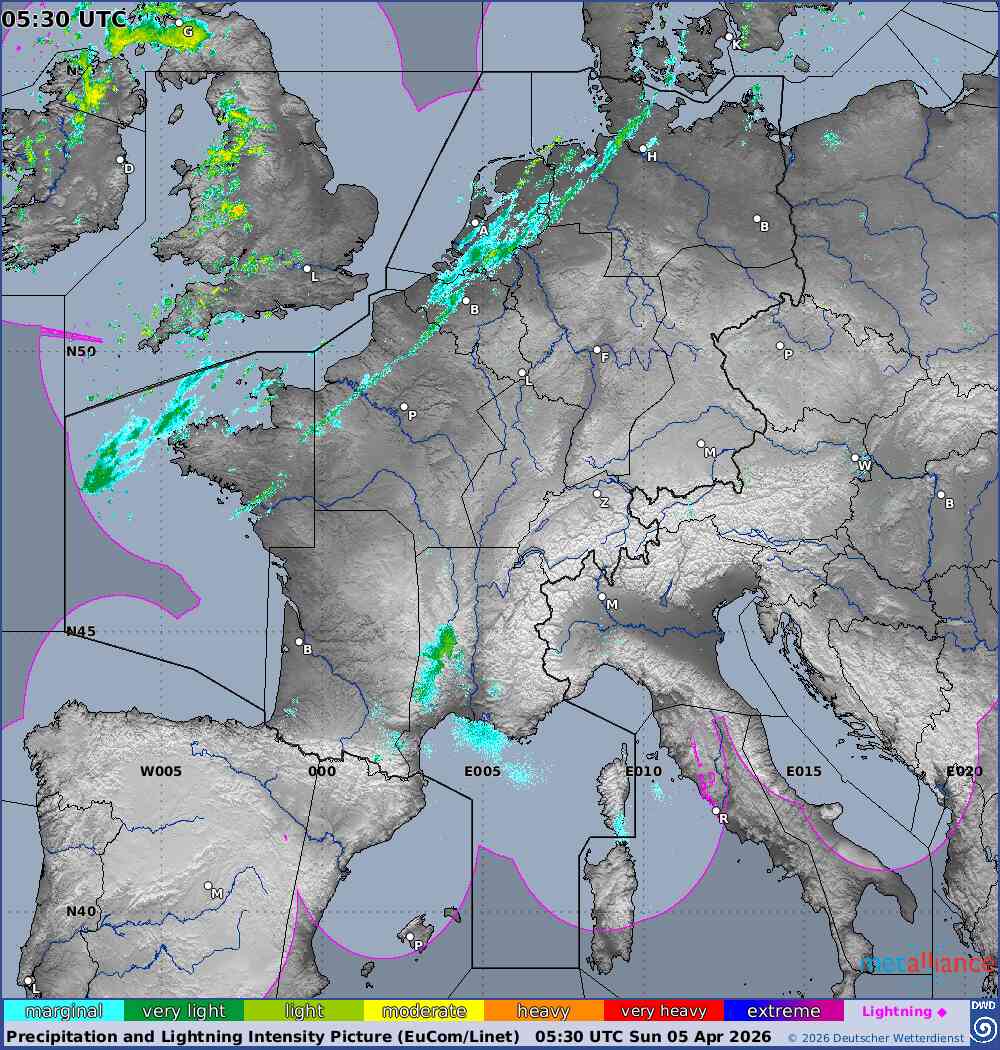 05:30 UTC
G
K
N5
D
H
A
B
L
B
N50
F
P
L
P
M
W
Z
B
M
N45
B
W005
000
E005
E010
E015
E020
R
M
N40
P
L
metalliance
marginal very light light moderate heavy very heavy extreme Lightning ◆
DWD
Precipitation and Lightning Intensity Picture (EuCom/Linet) 05:30 UTC Sun 05 Apr 2026 © 2026 Deutscher Wetterdienst